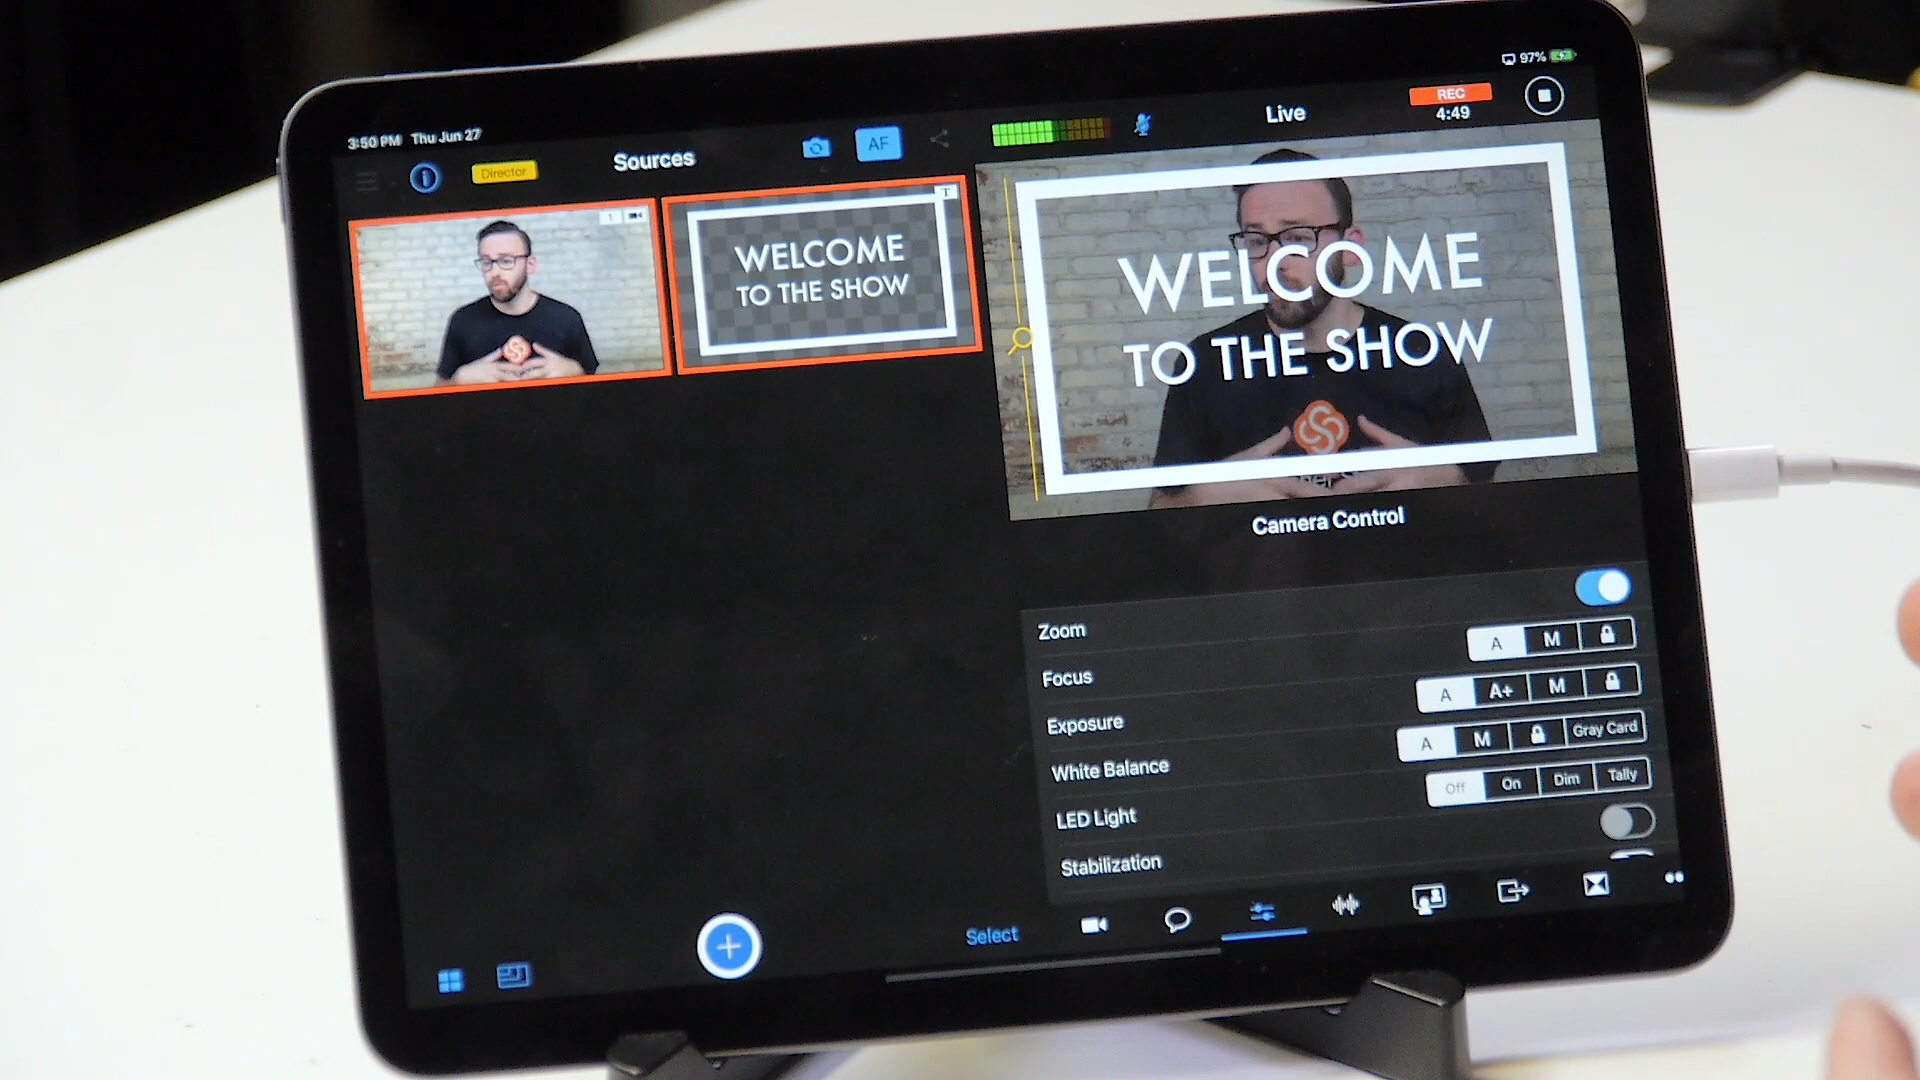 97%
3:50 PM Thu Jun 27
Director
Sources
AF
Live
REC
4:49
1
T
WELCOME
TO THE SHOW
WELCOME
TO THE SHOW
Camera Control
Zoom
A M
Focus
A A+ M
Exposure
A M Gray Card
White Balance
Off On Dim Tally
LED Light
Stabilization
Select